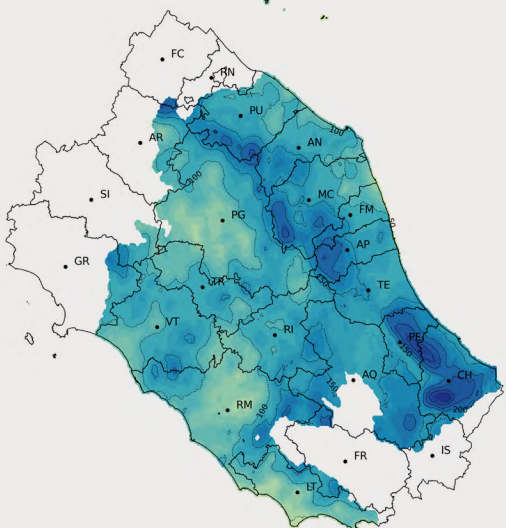 FC
RN
PU
100
AR
AN
100
SI
MC
FM
PG
AP
GR
TR
TE
VT
RI
PE
AQ
CH
150
RM
100
200
FR
IS
LT